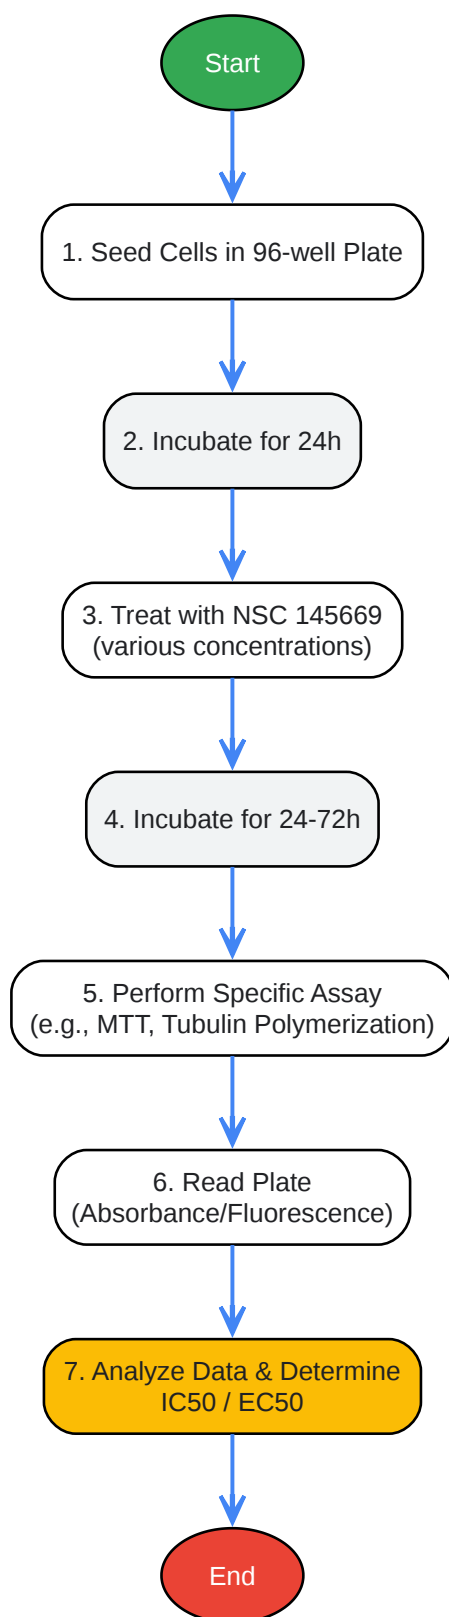 Start
1. Seed Cells in 96-well Plate
2. Incubate for 24h
3. Treat with NSC 145669
(various concentrations)
4. Incubate for 24-72h
5. Perform Specific Assay
(e.g., MTT, Tubulin Polymerization)
6. Read Plate
(Absorbance/Fluorescence)
7. Analyze Data & Determine
IC50 / EC50
End